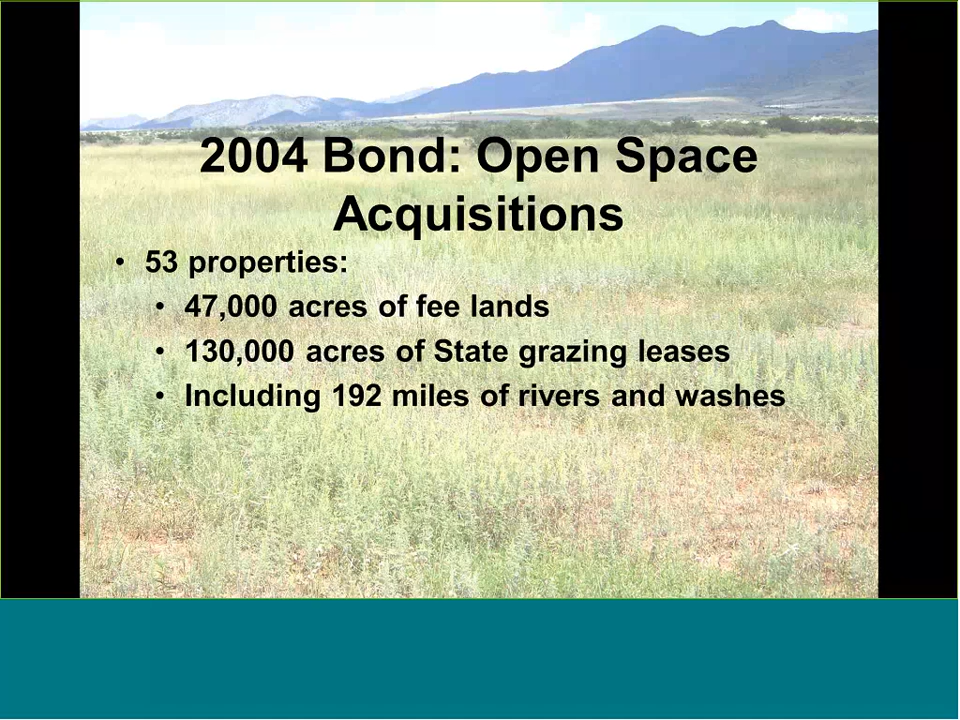 2004 Bond: Open Space
Acquisitions
• 53 properties:
• 47,000 acres of fee lands
• 130,000 acres of State grazing leases
• Including 192 miles of rivers and washes